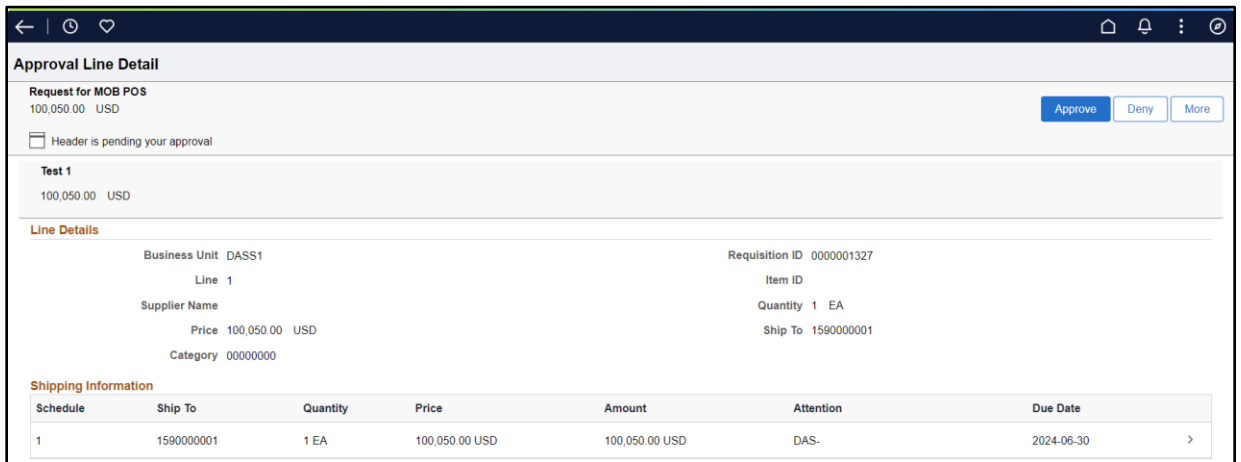 Approval Line Detail
Request for MOB POS
100,050.00 USD
Approve Deny More
Header is pending your approval
Test 1
100,050.00 USD
Line Details
Business Unit DASS1 Requisition ID 0000001327
Line 1 Item ID
Supplier Name Quantity 1 EA
Price 100,050.00 USD Ship To 1590000001
Category 00000000
Shipping Information
Schedule Ship To Quantity Price Amount Attention Due Date
1 1590000001 1 EA 100,050.00 USD 100,050.00 USD DAS- 2024-06-30